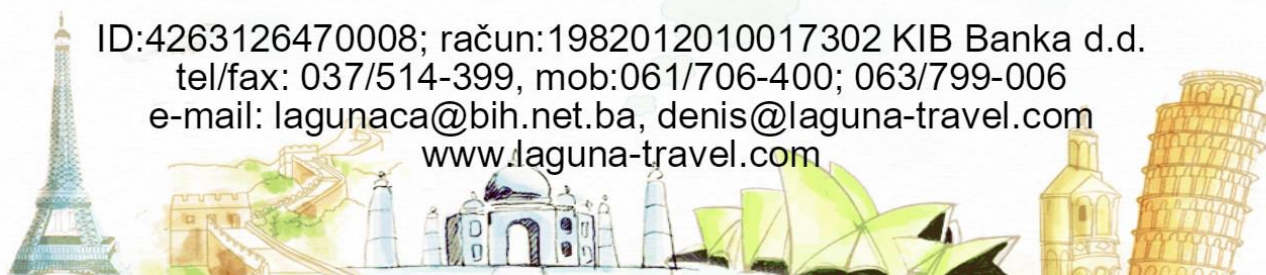 ID:4263126470008; račun:1982012010017302 KIB Banka d.d.
tel/fax: 037/514-399, mob:061/706-400; 063/799-006
e-mail: lagunaca@bih.net.ba, denis@laguna-travel.com
www.laguna-travel.com